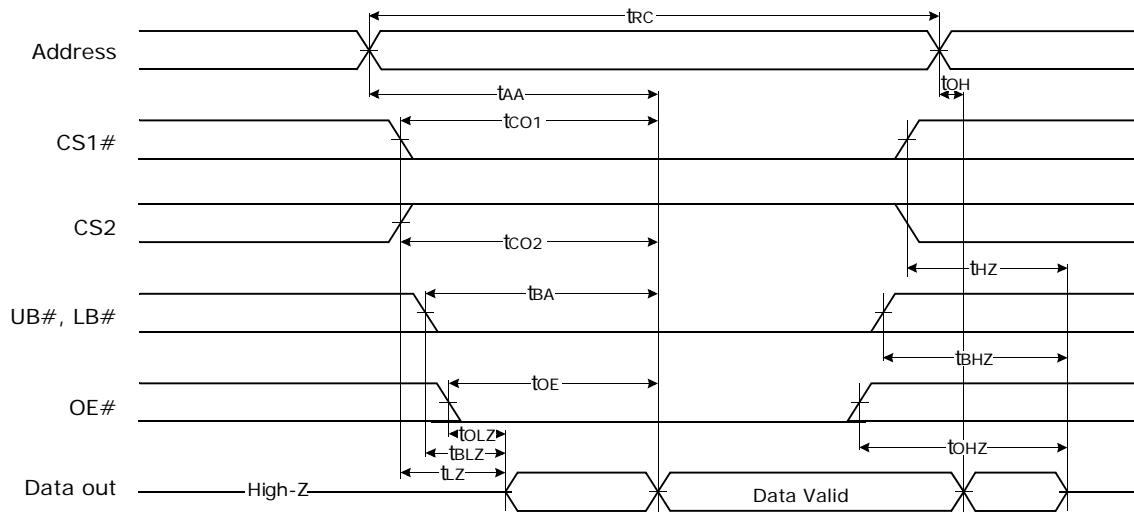 tRC
Address
tAA
tOH
tCO1
CS1#
CS2
tCO2
tHZ
tBA
UB#, LB#
tBHZ
tOE
OE#
tOLZ
tOHZ
tBLZ
tLZ
Data out
High-Z
Data Valid